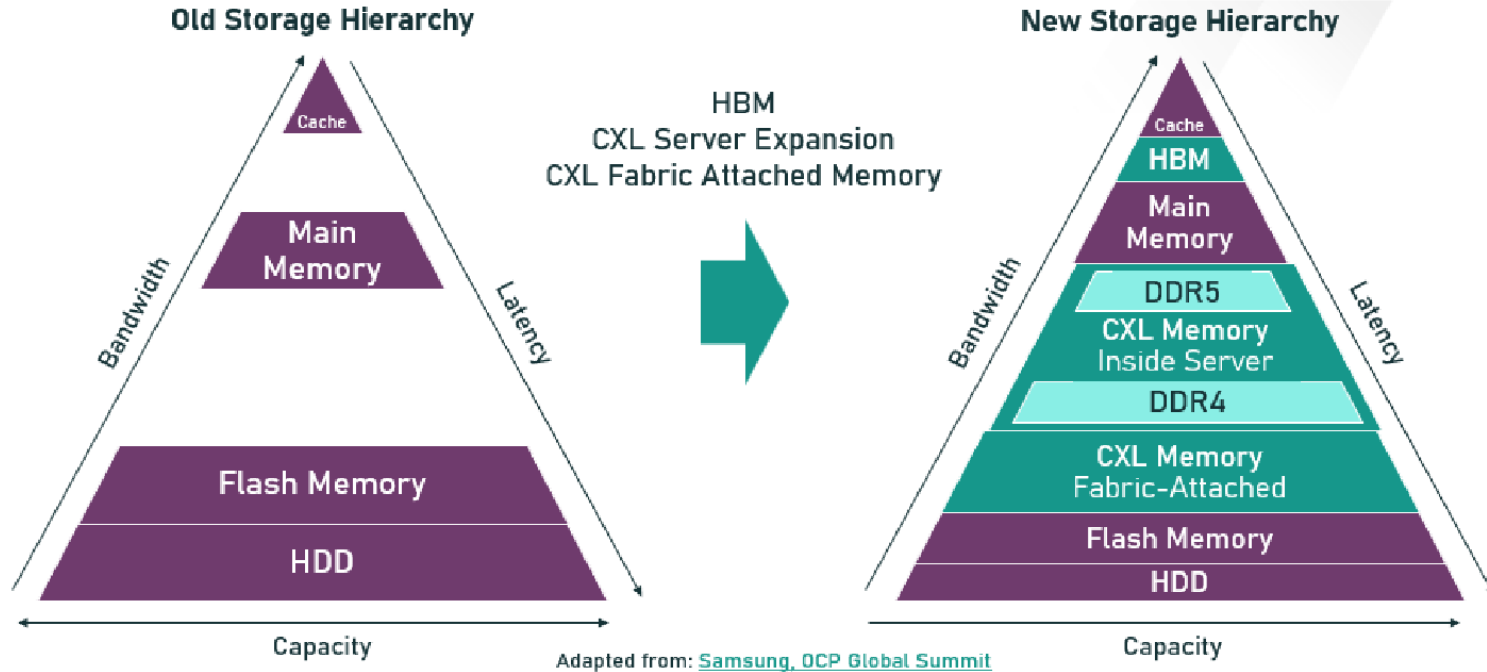 Old Storage Hierarchy
Cache
Main
Memory
Flash Memory
HDD
Bandwidth
Latency
Capacity
HBM
CXL Server Expansion
CXL Fabric Attached Memory
New Storage Hierarchy
Cache
HBM
Main
Memory
DDR5
CXL Memory
Inside Server
DDR4
CXL Memory
Fabric-Attached
Flash Memory
HDD
Bandwidth
Latency
Capacity
Adapted from: Samsung, OCP Global Summit